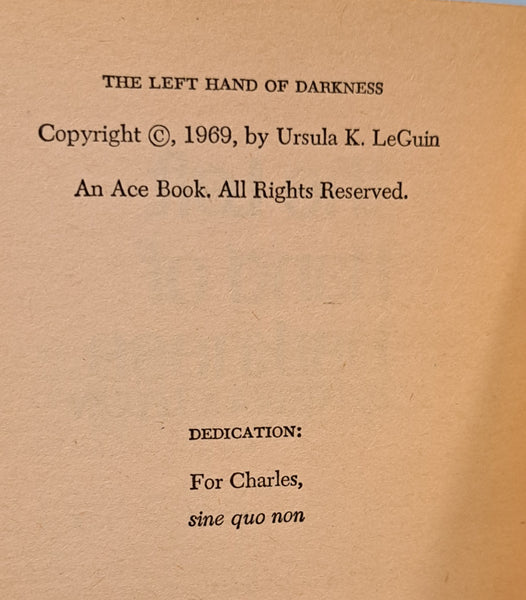 THE LEFT HAND OF DARKNESS
Copyright ©, 1969, by Ursula K. LeGuin
An Ace Book. All Rights Reserved.
DEDICATION:
For Charles,
sine quo non